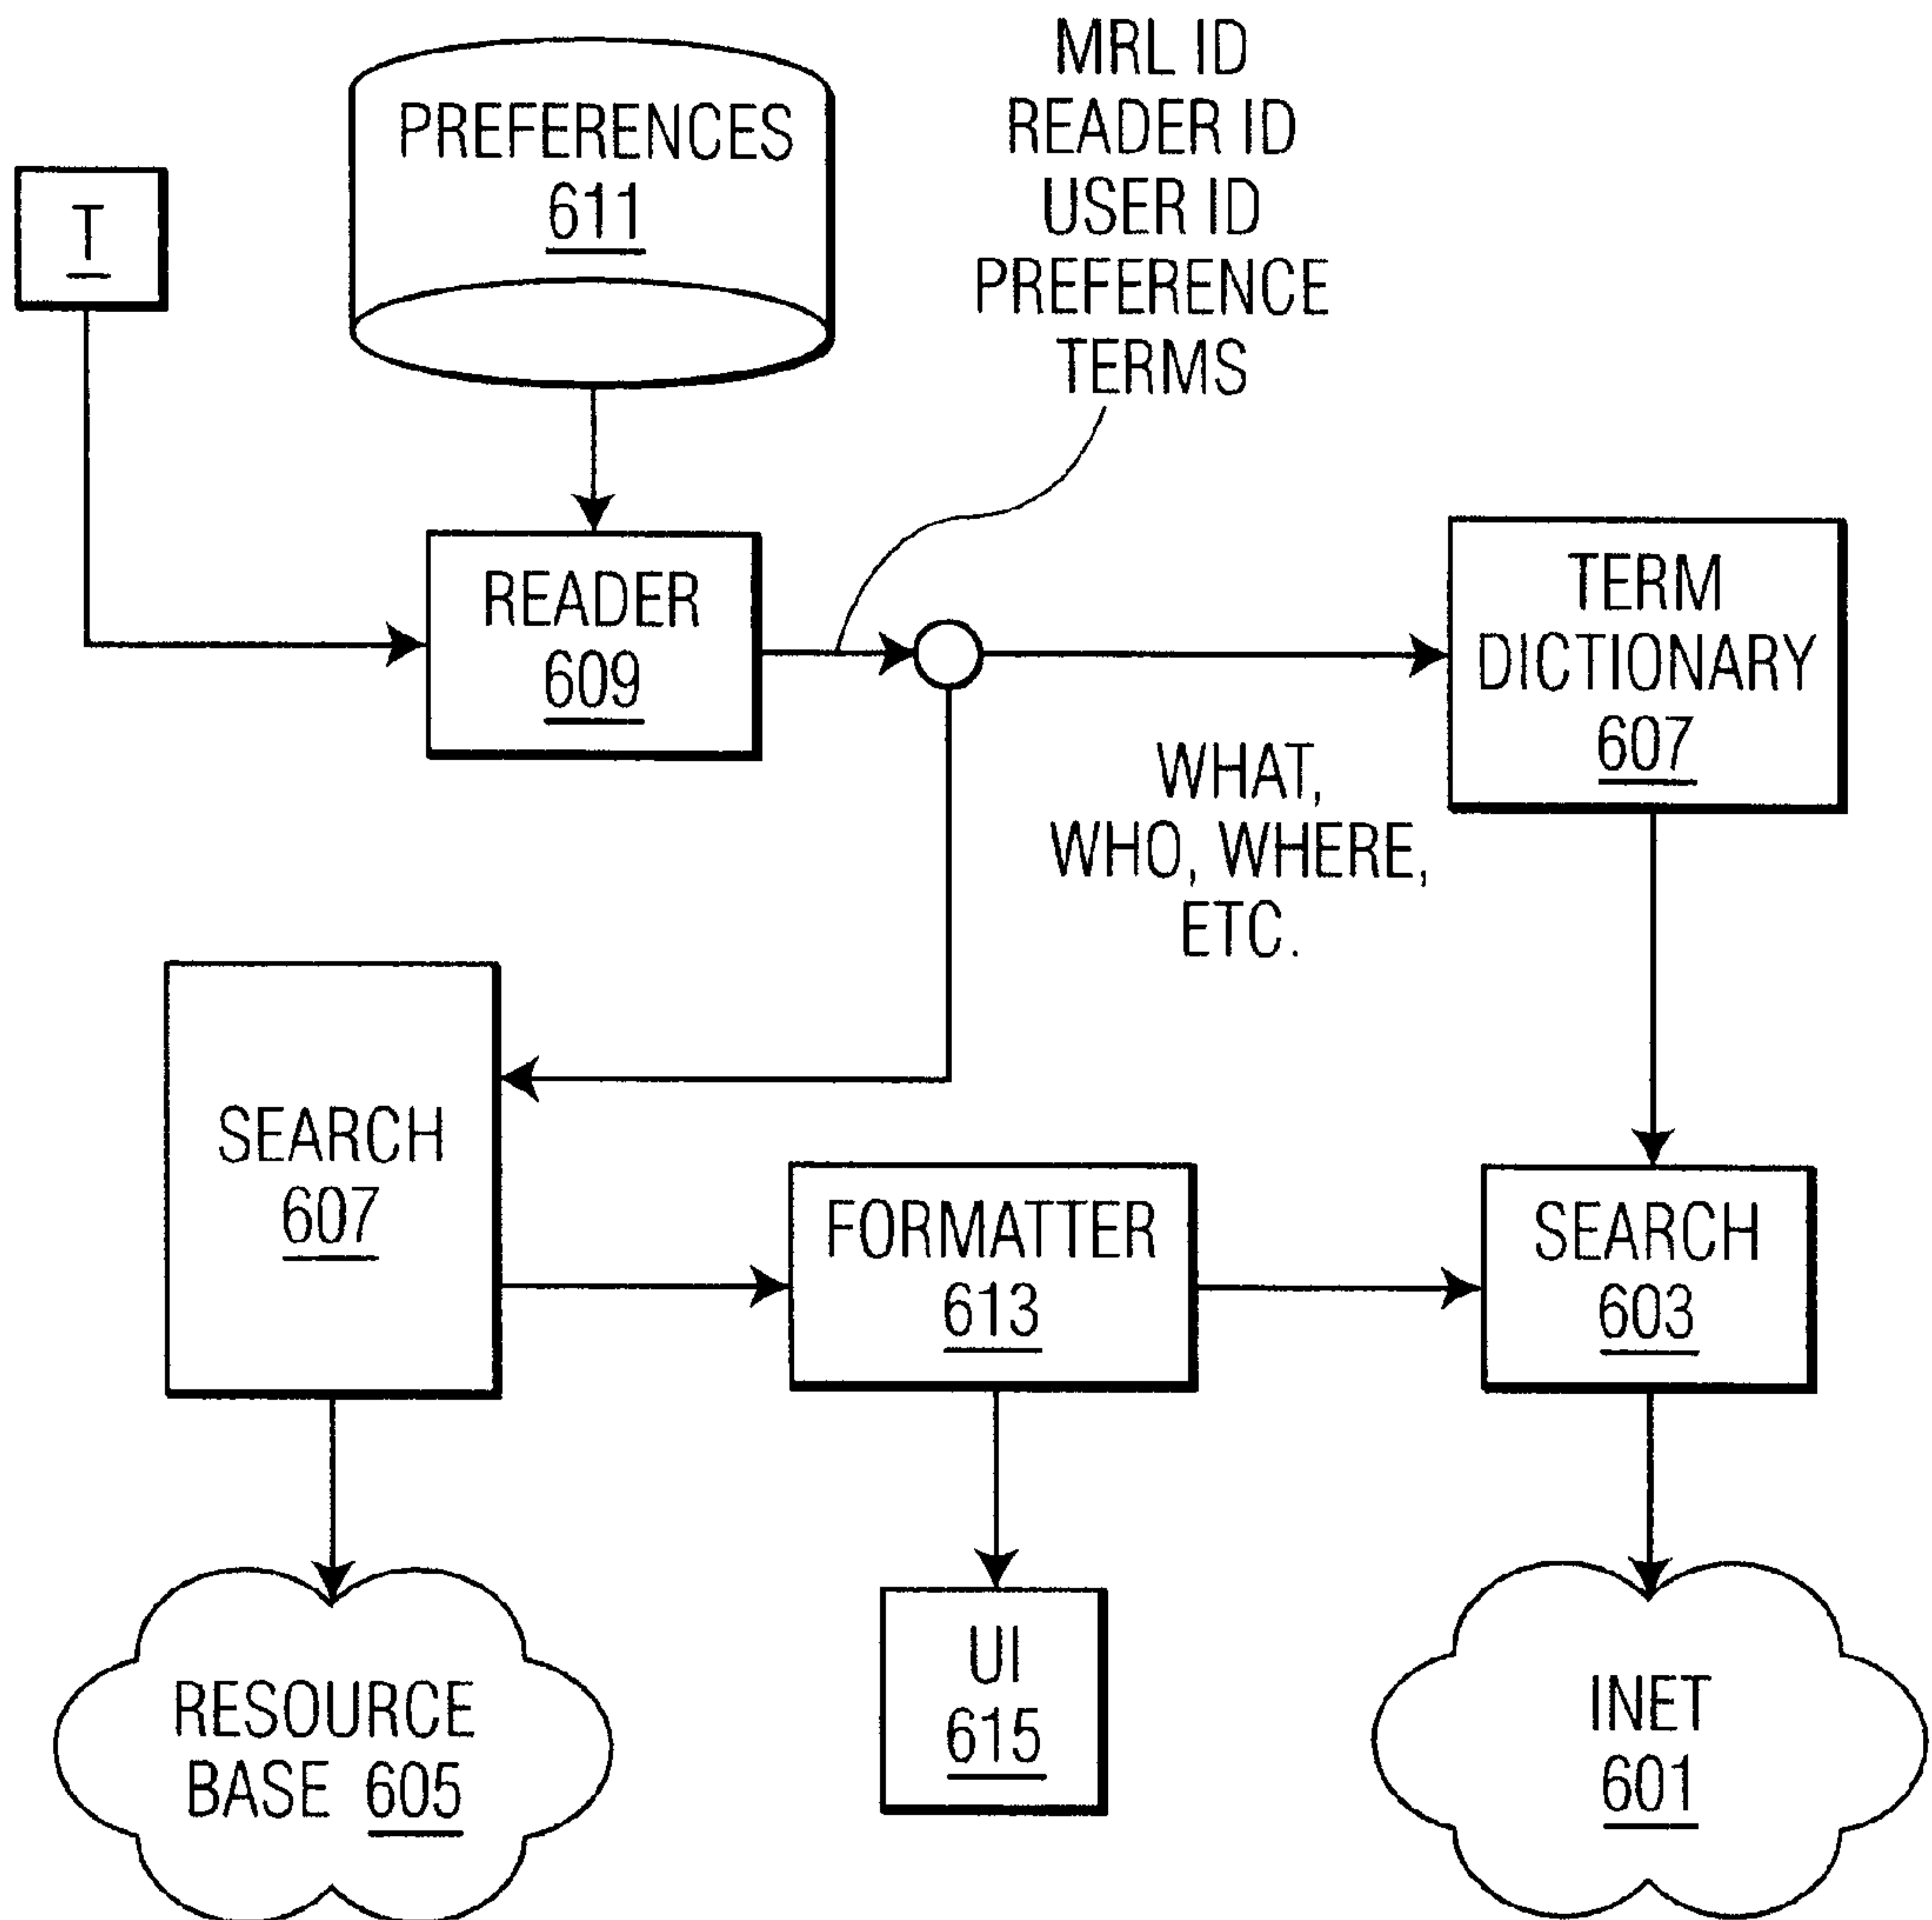 MRL ID
READER ID
USER ID
PREFERENCE
TERMS
PREFERENCES
611
T
READER
609
TERM
DICTIONARY
607
WHAT,
WHO, WHERE,
ETC.
SEARCH
607
FORMATTER
613
SEARCH
603
RESOURCE
BASE 605
UI
615
INET
601